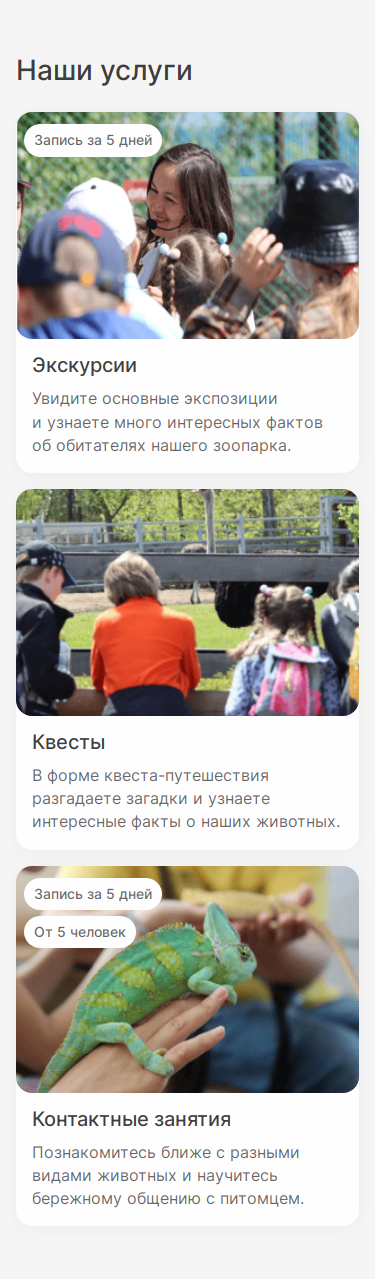 Наши услуги
Запись за 5 дней
Экскурсии
Увидите основные экспозиции
и узнаете много интересных фактов
об обитателях нашего зоопарка.
Квесты
В форме квеста-путешествия
разгадаете загадки и узнаете
интересные факты о наших животных.
Запись за 5 дней
От 5 человек
Контактные занятия
Познакомитесь ближе с разными
видами животных и научитесь
бережному общению с питомцем.